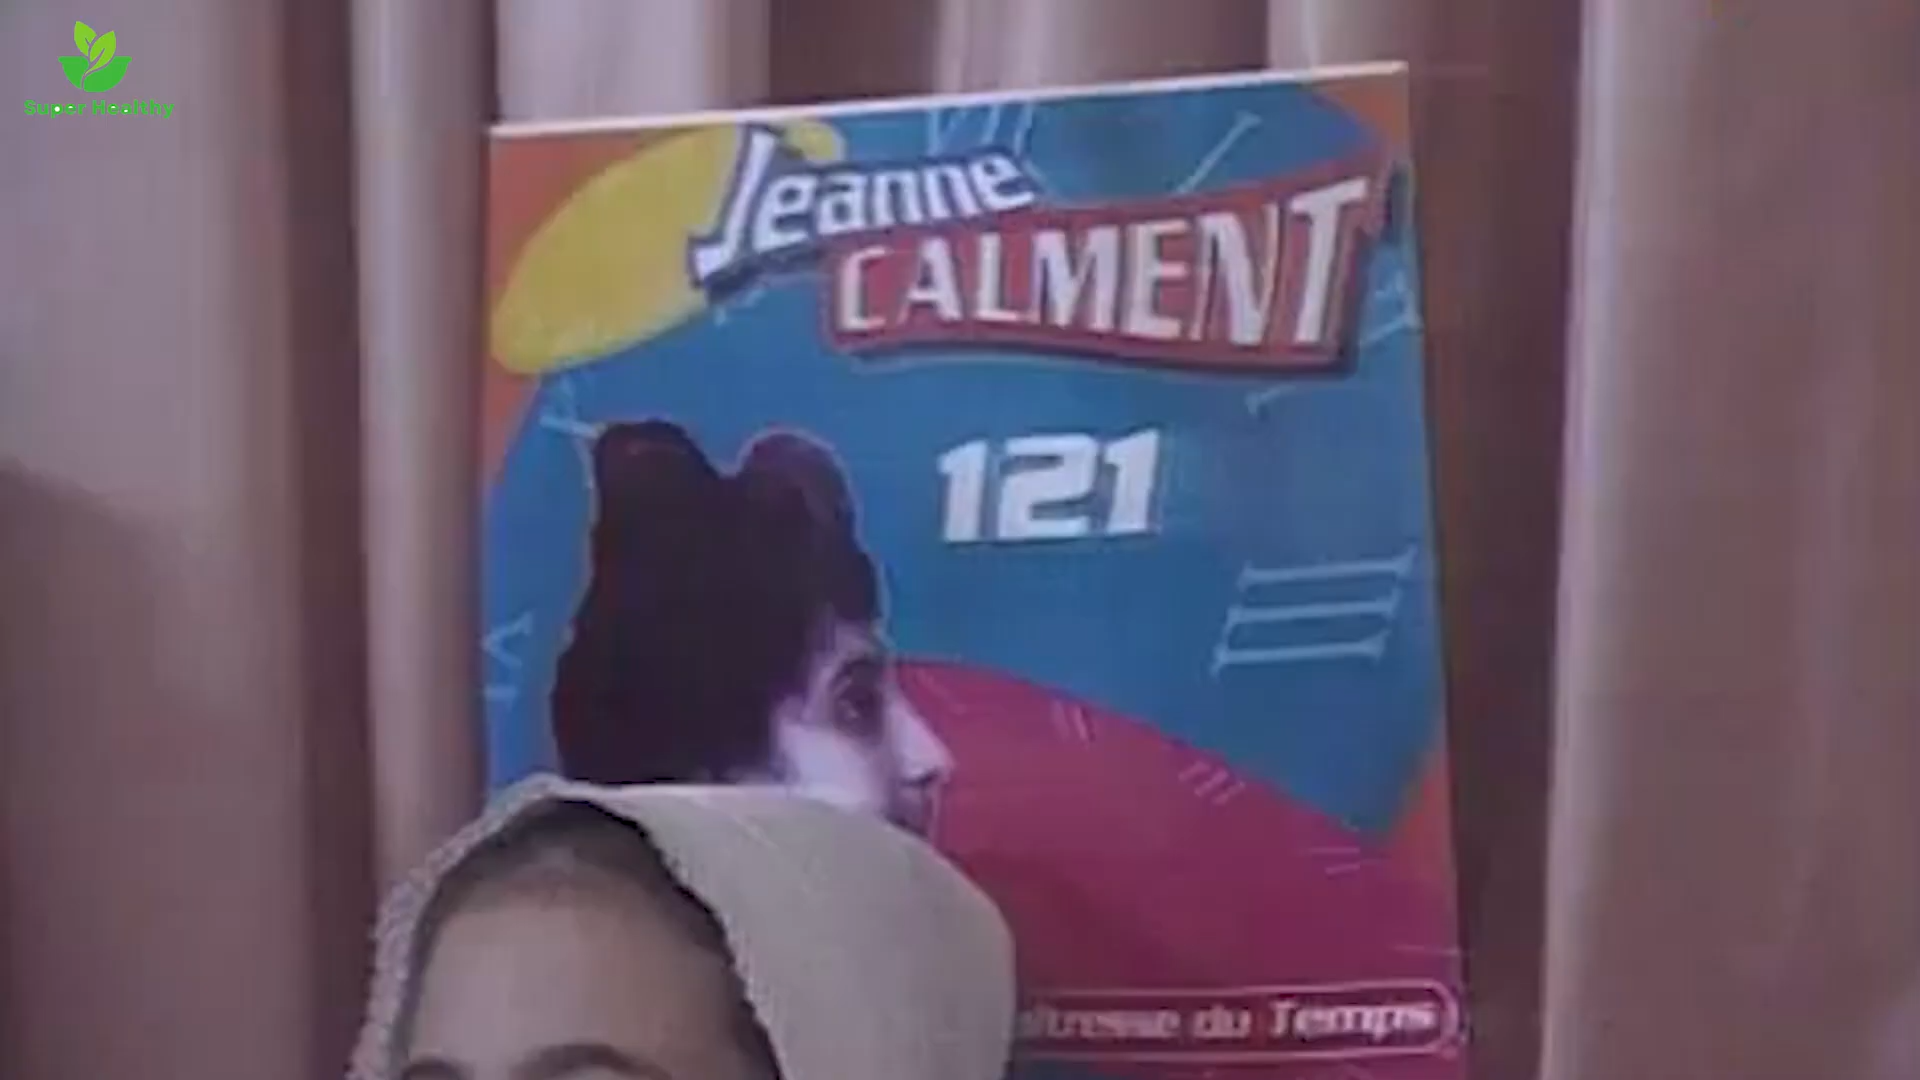 Super Healthy
Jeanne
CALMENT
121
du Temps